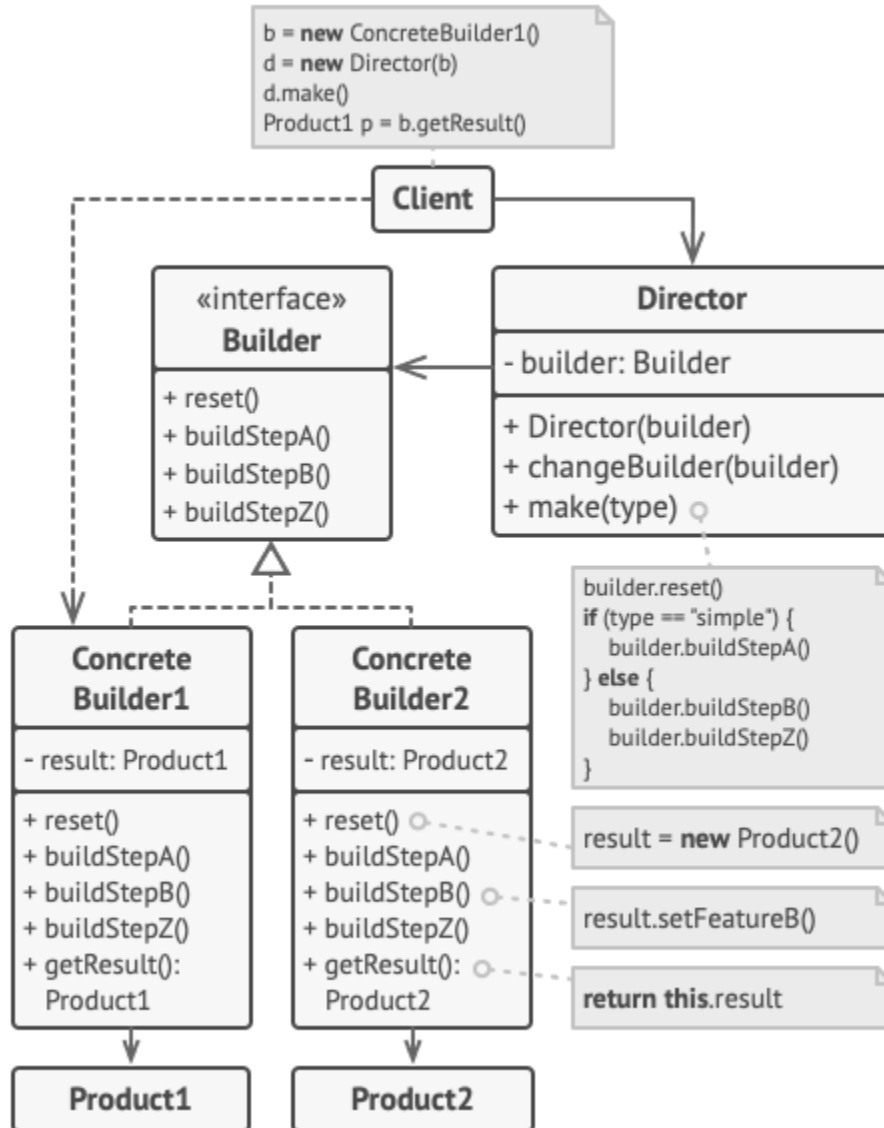 b = new ConcreteBuilder1()
d = new Director(b)
d.make()
Product1 p = b.getResult()
Client
«interface»
Builder
+ reset()
+ buildStepA()
+ buildStepB()
+ buildStepZ()
Director
- builder: Builder
+ Director(builder)
+ changeBuilder(builder)
+ make(type)
builder.reset()
if (type == "simple") {
builder.buildStepA()
} else {
builder.buildStepB()
builder.buildStepZ()
}
Concrete
Builder1
- result: Product1
+ reset()
+ buildStepA()
+ buildStepB()
+ buildStepZ()
+ getResult():
Product1
Concrete
Builder2
- result: Product2
+ reset()
+ buildStepA()
+ buildStepB()
+ buildStepZ()
+ getResult():
Product2
result = new Product2()
result.setFeatureB()
return this.result
Product1
Product2